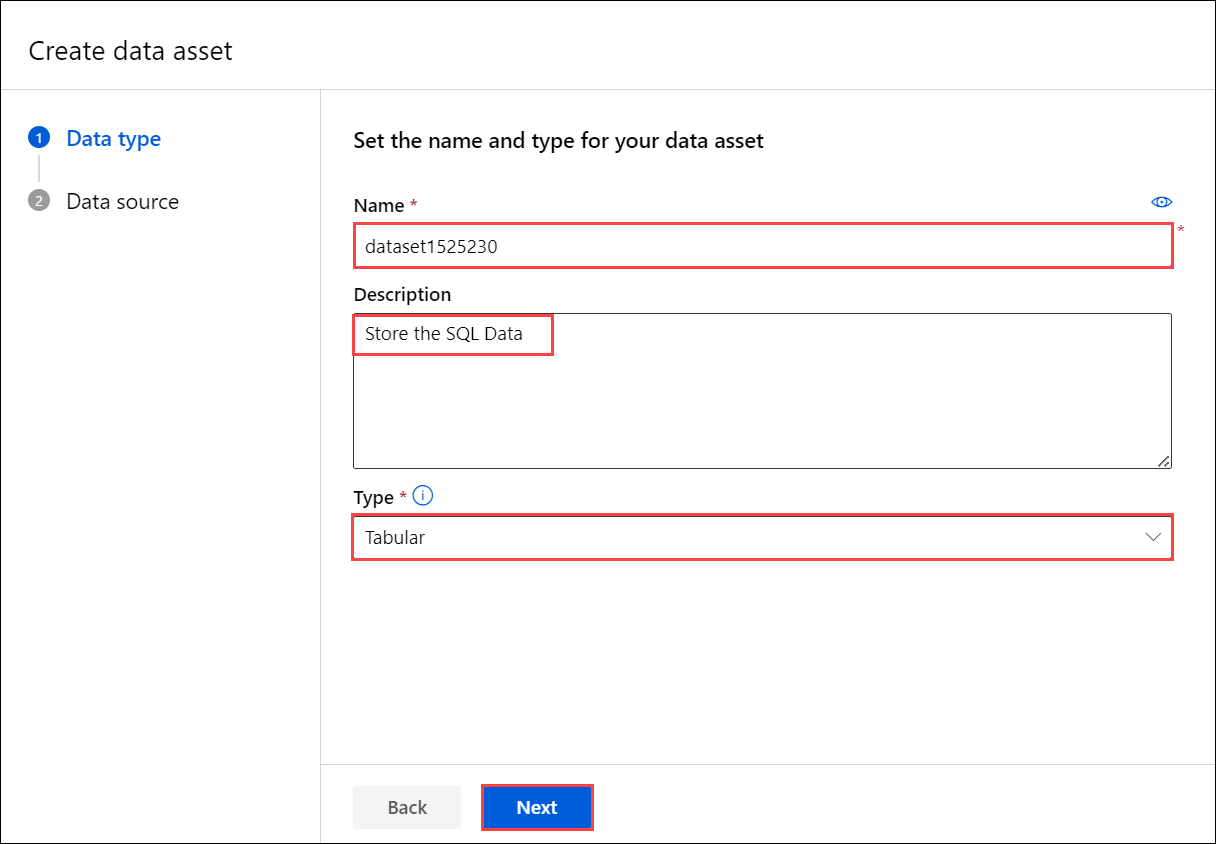 Create data asset
1 Data type
2 Data source
Set the name and type for your data asset
Name *
dataset1525230 *
Description
Store the SQL Data
Type * i
Tabular
Back Next